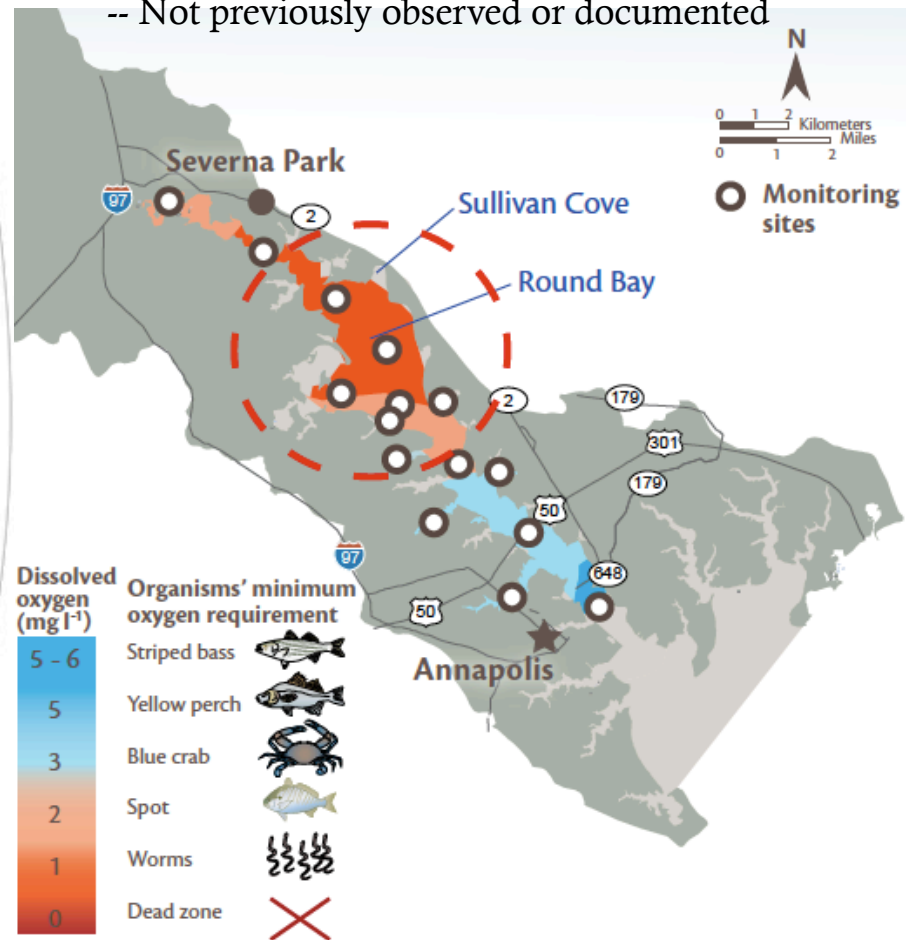 -- Not previously observed or documented
N
0 1 2 Kilometers
Miles
0 1 2
Monitoring
sites
Severna Park
97
2
Sullivan Cove
Round Bay
2
179
301
179
50
97
648
50
Annapolis
Dissolved
oxygen
(mg l-1)
Organisms' minimum
oxygen requirement
5 - 6
Striped bass
5
Yellow perch
3
Blue crab
2
Spot
1
Worms
0
Dead zone